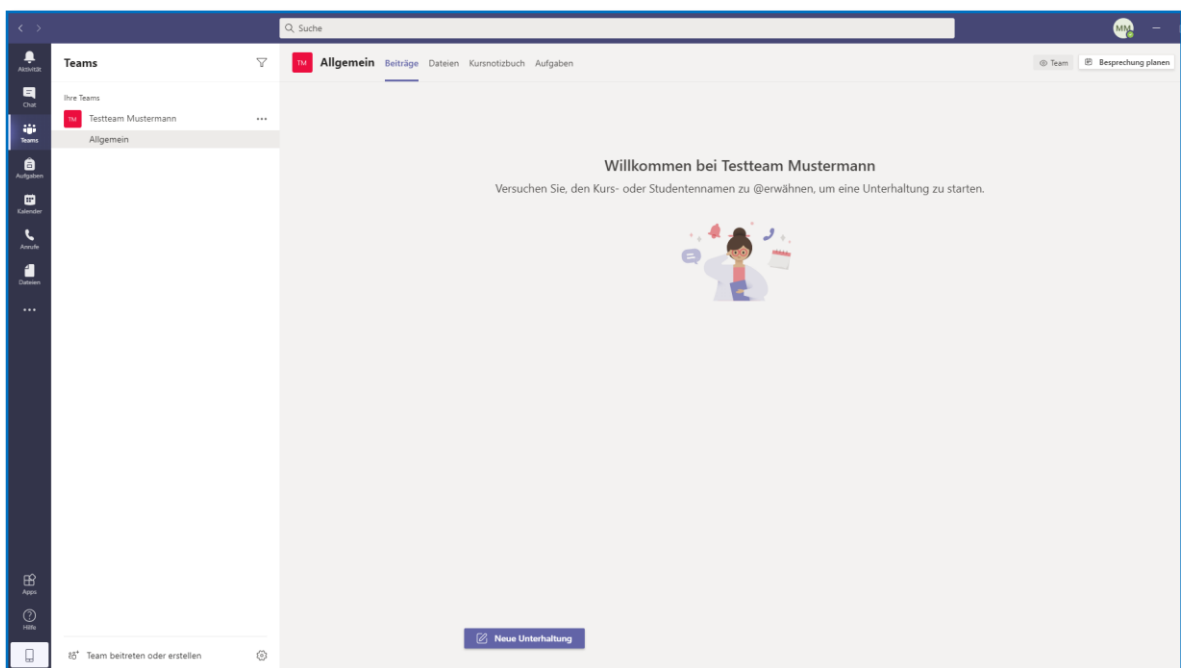 Suche
MM
Aktivität
Chat
Teams
Aufgaben
Kalender
Anrufe
Dateien
Apps
Hilfe
Teams
Ihre Teams
TM Testteam Mustermann
Allgemein
Team beitreten oder erstellen
TM Allgemein Beiträge Dateien Kursnotizbuch Aufgaben
Team Besprechung planen
Willkommen bei Testteam Mustermann
Versuchen Sie, den Kurs- oder Studentennamen zu @erwähnen, um eine Unterhaltung zu starten.
Neue Unterhaltung